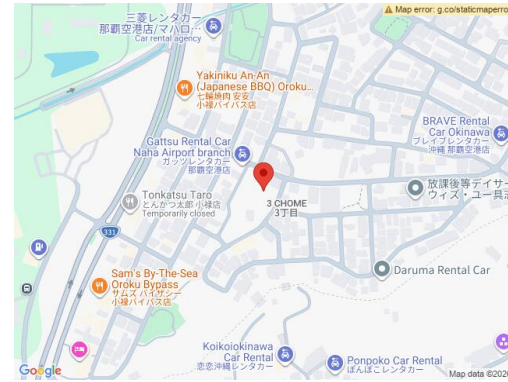 Map error: g.co/staticmaperro
三菱レンタカー
那覇空港店/マハロ…
Car rental agency
Yakiniku An-An
(Japanese BBQ) Oroku...
七輪焼肉 安安
小禄バイパス店
BRAVE Rental
Car Okinawa
ブレイブレンタカー
沖縄 那覇空港店
Gattsu Rental Car
Naha Airport branch
ガッツレンタカー
那覇空港店
放課後等デイサー
ウィズ・ユー具志
Tonkatsu Taro
とんかつ太郎 小禄店
Temporarily closed
3 CHOME
3丁目
331
Daruma Rental Car
Sam's By-The-Sea
Oroku Bypass
サムズ バイザシー
小禄バイパス店
Koikoiokinawa
Car Rental
恋恋沖縄レンタカー
Ponpoko Car Rental
ぽんぽこレンタカー
Google
Map data ©202